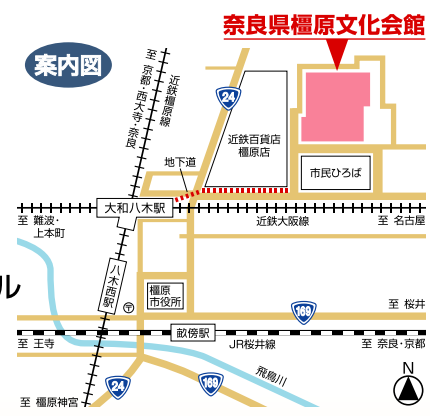 奈良県橿原文化会館
案内図
至 京都・西大寺・奈良
近鉄橿原線
24
近鉄百貨店
橿原店
地下道
市民ひろば
大和八木駅
至 難波・
上本町
近鉄大阪線
至 名古屋
八木西駅
〒
橿原
市役所
ル
169
至 桜井
畝傍駅
至 王寺
JR桜井線
至 奈良・京都
飛鳥川
24
169
至 橿原神宮
N